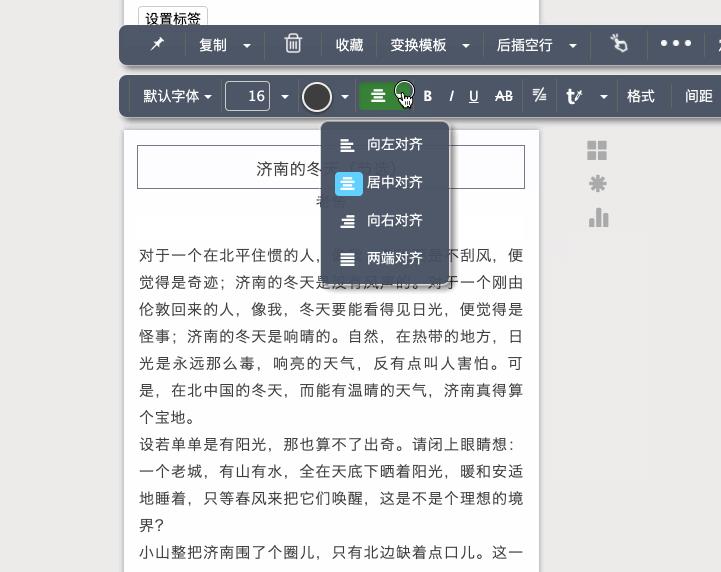 设置标签
复制 收藏 变换模板 后插空行
默认字体 16 B I U AB 格式 间距
向左对齐
居中对齐
向右对齐
两端对齐
济南的冬
对于一个在北平住惯的人，不刮风，便
觉得是奇迹；济南的冬天是没有风声的。对于一个刚由
伦敦回来的人，像我，冬天要能看得见日光，便觉得是
怪事；济南的冬天是响晴的。自然，在热带的地方，日
光是永远那么毒，响亮的天气，反有点叫人害怕。可
是，在北中国的冬天，而能有温晴的天气，济南真得算
个宝地。
设若单单是有阳光，那也算不了出奇。请闭上眼睛想：
一个老城，有山有水，全在天底下晒着阳光，暖和安适
地睡着，只等春风来把它们唤醒，这是不是个理想的境
界？
小山整把济南围了个圈儿，只有北边缺着点口儿。这一